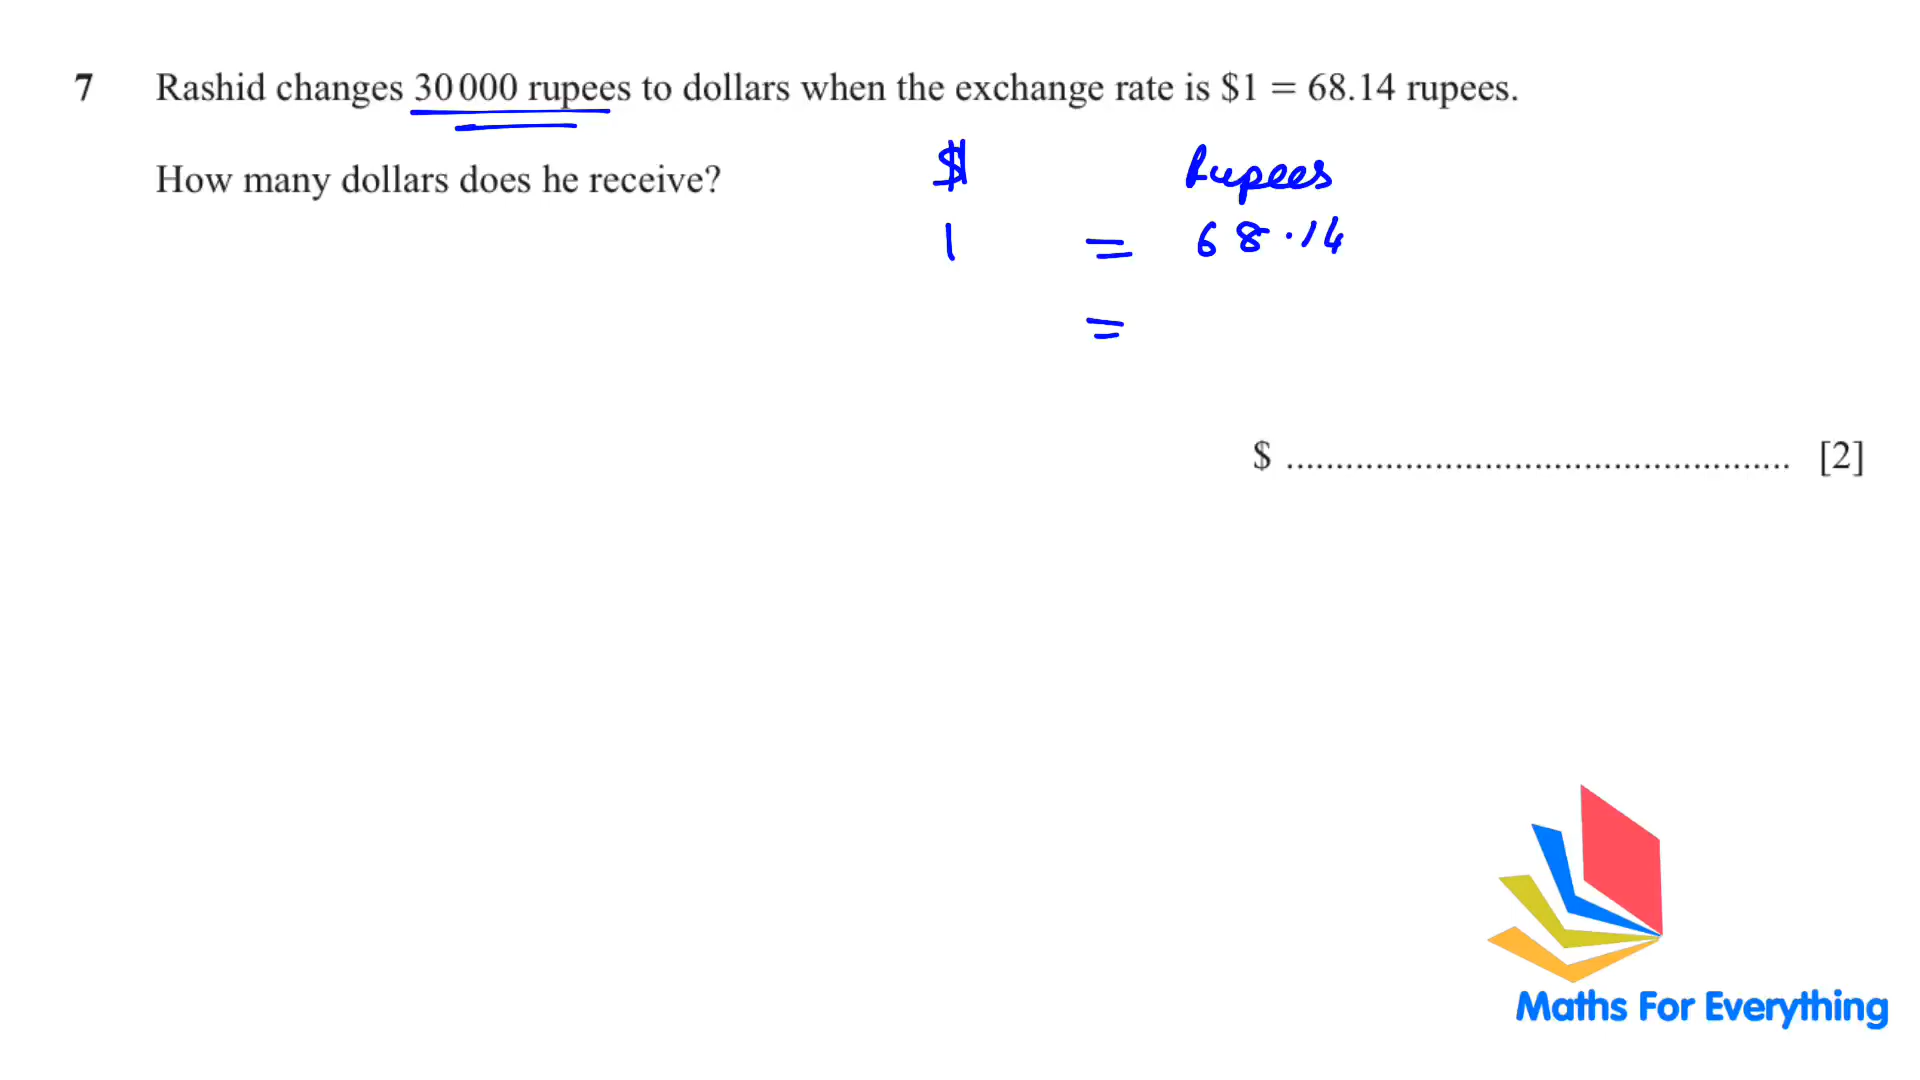 7 Rashid changes 30 000 rupees to dollars when the exchange rate is $1 = 68.14 rupees.
How many dollars does he receive?
$ Rupees
1 = 68.14
=
$ .................................................. [2]
Maths For Everything